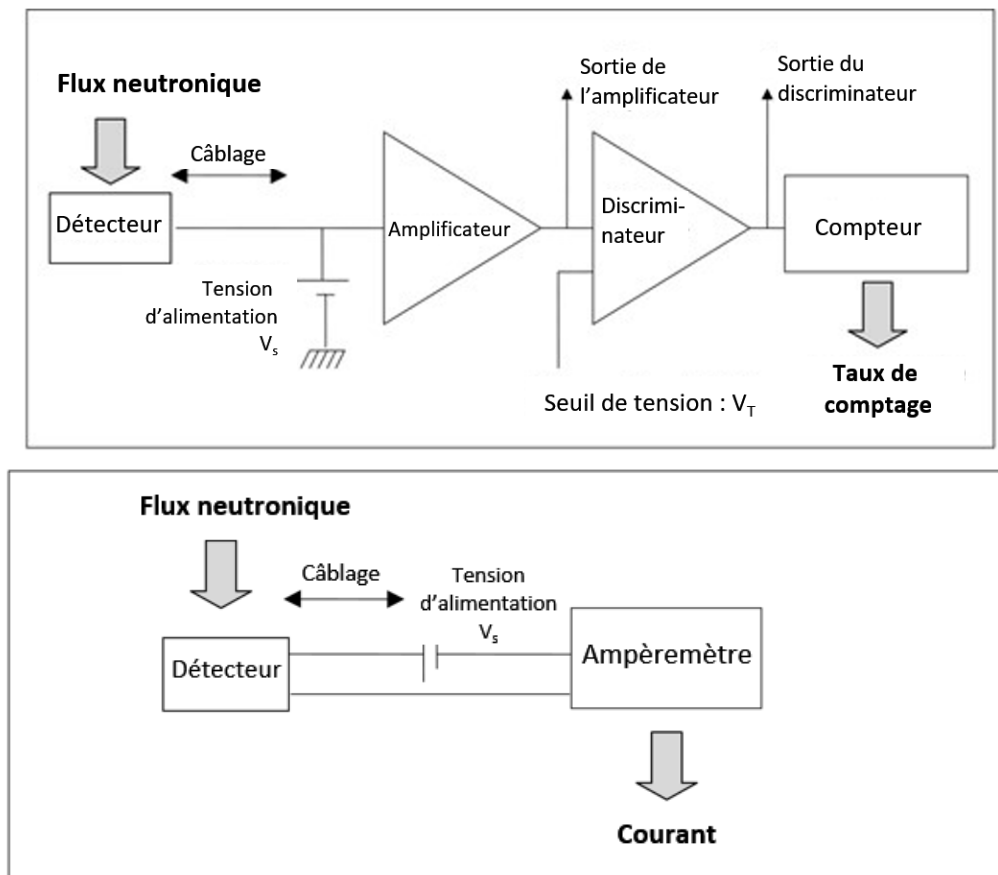 Flux neutronique
Câblage
Sortie de
l’amplificateur
Sortie du
discriminateur
Détecteur
Amplificateur
Discrimi-
nateur
Compteur
Tension
d’alimentation
Vs
Seuil de tension : VT
Taux de
comptage
Flux neutronique
Câblage
Tension
d’alimentation
Vs
Détecteur
Ampèremètre
Courant